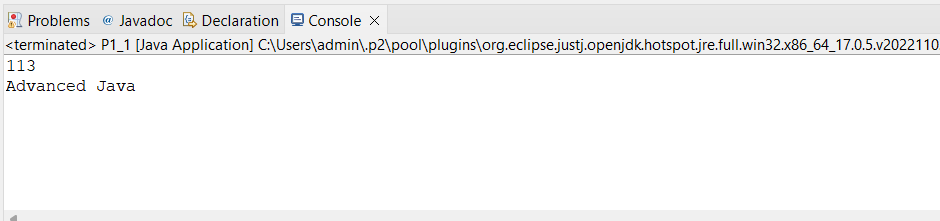 Problems @ Javadoc Declaration Console
<terminated> P1_1 [Java Application] C:\Users\admin\.p2\pool\plugins\org.eclipse.justj.openjdk.hotspot.jre.full.win32.x86_64_17.0.5.v2022110
113
Advanced Java